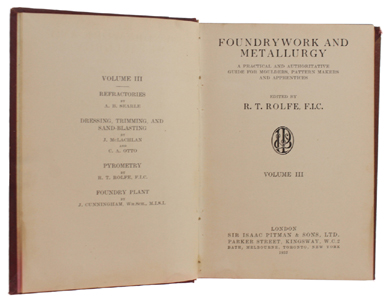 VOLUME III
REFRACTORIES
BY
A. B. SEARLE
DRESSING, TRIMMING, AND
SAND-BLASTING
BY
J. McLACHLAN
AND
C. A. OTTO
PYROMETRY
BY
R. T. ROLFE, F.I.C.
FOUNDRY PLANT
BY
J. CUNNINGHAM,
FOUNDRYWORK AND
METALLURGY
A PRACTICAL AND AUTHORITATIVE
GUIDE FOR MOULDERS, PATTERN MAKERS
AND APPRENTICES
EDITED BY
R. T. ROLFE, F.I.C.
VOLUME III
LONDON
SIR ISAAC PITMAN & SONS, LTD.
PARKER STREET, KINGSWAY, W.C.2
BATH, MELBOURNE, TORONTO, NEW YORK